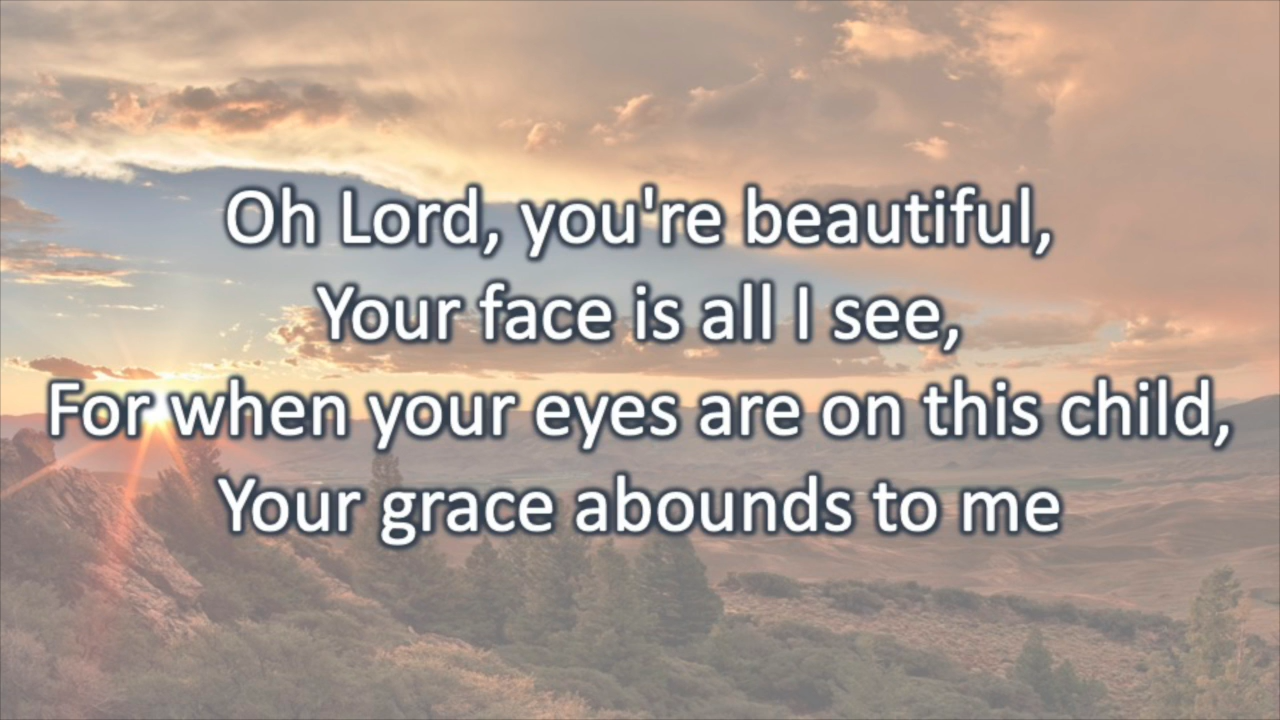 Oh Lord, you're beautiful,
Your face is all I see,
For when your eyes are on this child,
Your grace abounds to me